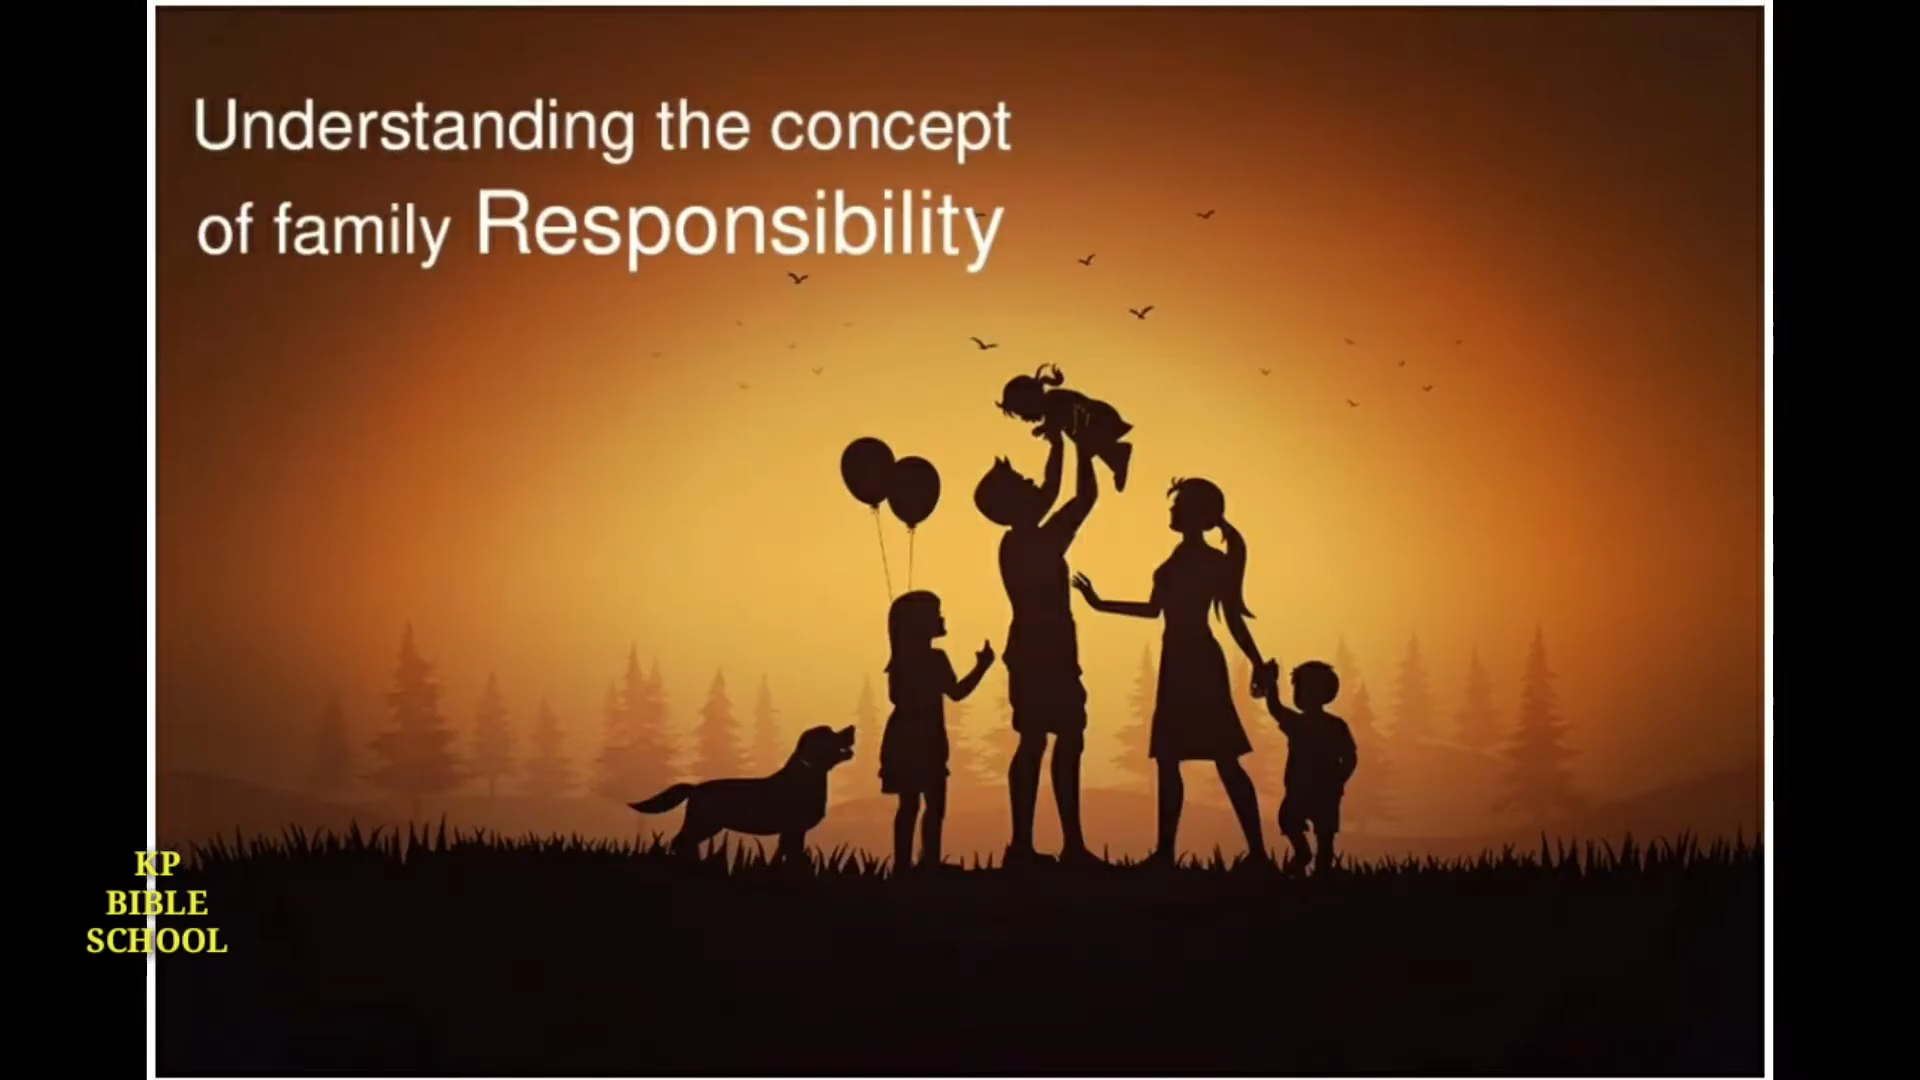 Understanding the concept
of family Responsibility
KP
BIBLE
SCHOOL